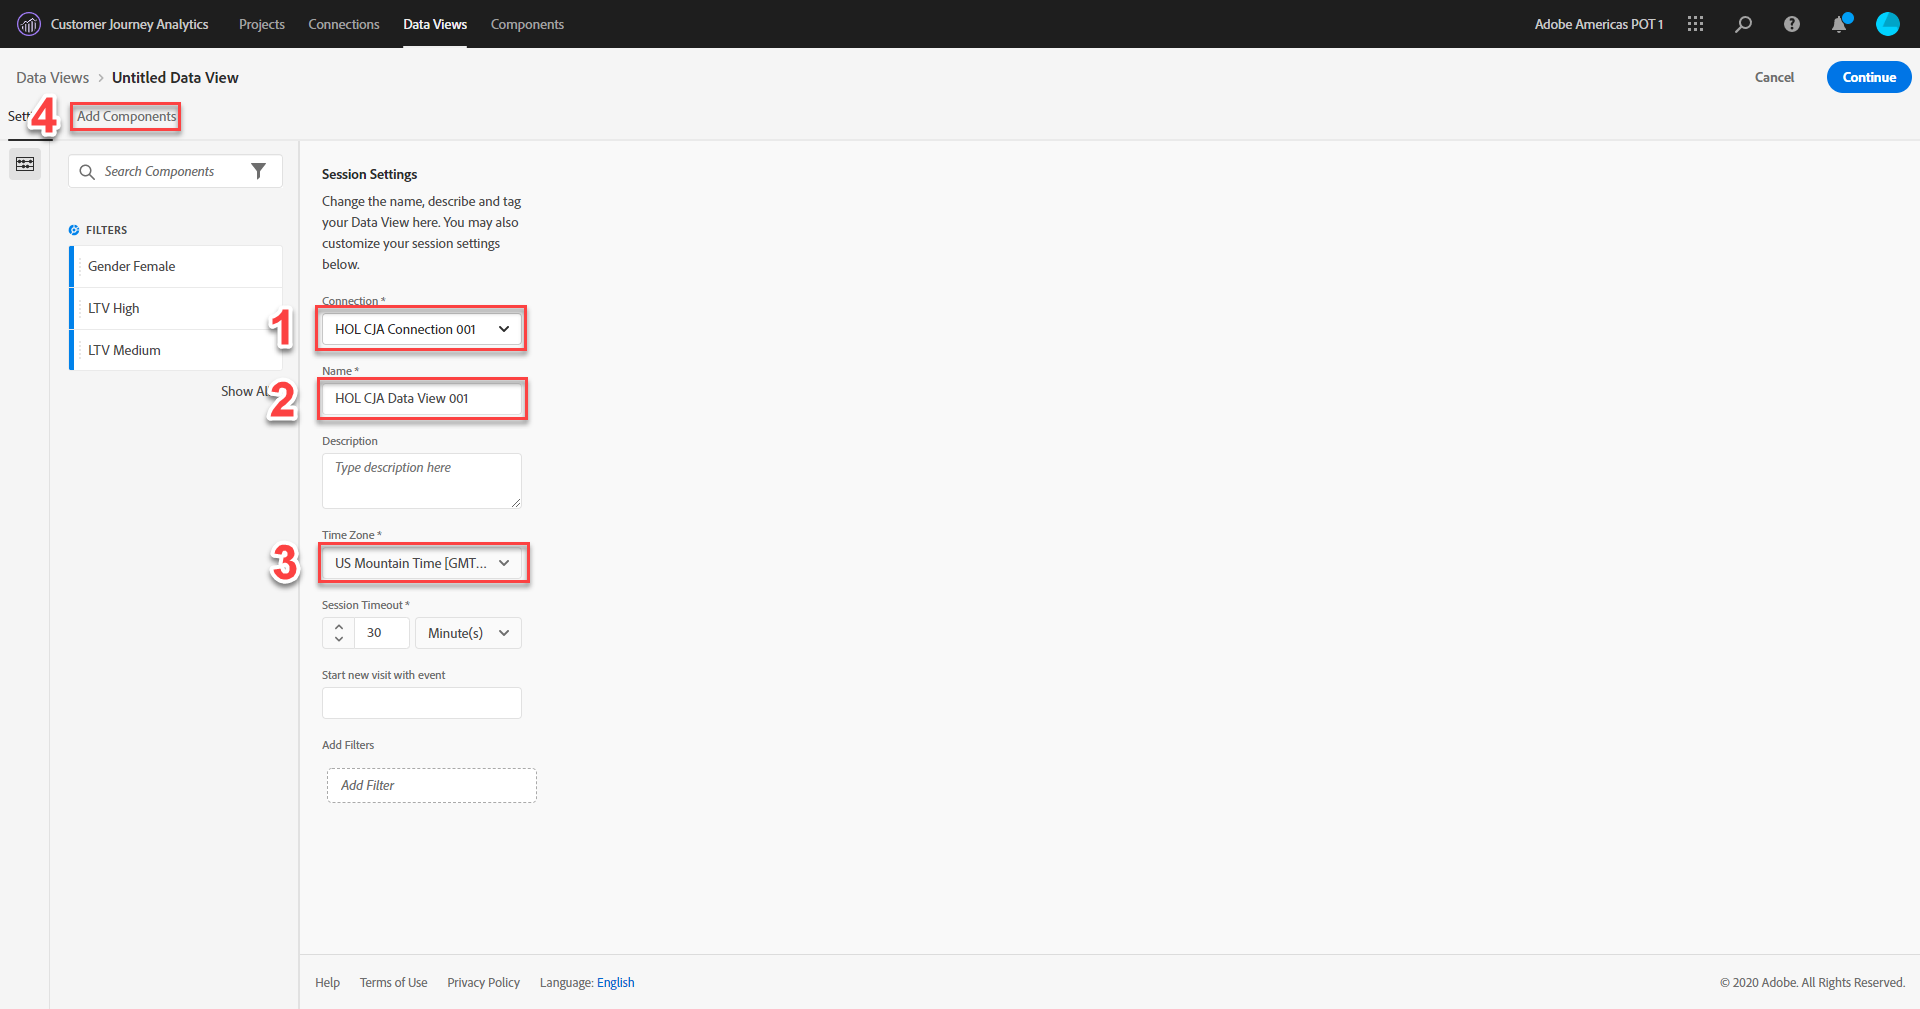 Customer Journey Analytics
Projects
Connections
Data Views
Components
Adobe Americas POT 1
Data Views > Untitled Data View
Cancel
Continue
4
Add Components
Search Components
FILTERS
Gender Female
LTV High
LTV Medium
Show
Session Settings
Change the name, describe and tag
your Data View here. You may also
customize your session settings
below.
Connection *
1
HOL CJA Connection 001
Name *
2
HOL CJA Data View 001
Description
Type description here
Time Zone *
3
US Mountain Time [GMT...
Session Timeout *
30
Minute(s)
Start new visit with event
Add Filters
Add Filter
Help
Terms of Use
Privacy Policy
Language: English
© 2020 Adobe. All Rights Reserved.